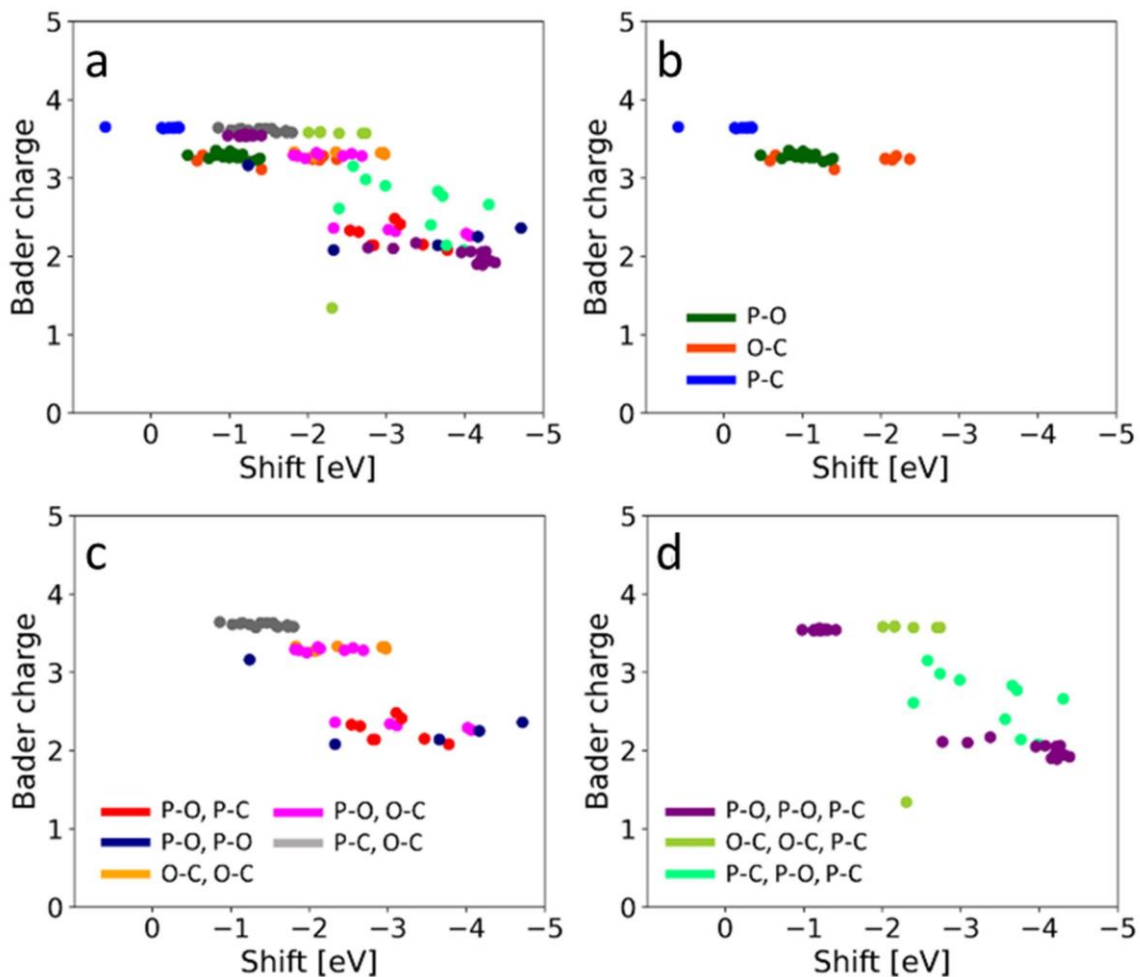 5
4
3
2
1
0
Bader charge
a
0 −1 −2 −3 −4 −5
Shift [eV]
5
4
3
2
1
0
Bader charge
b
P-O
O-C
P-C
0 −1 −2 −3 −4 −5
Shift [eV]
5
4
3
2
1
0
Bader charge
c
P-O, P-C
P-O, P-O
O-C, O-C
P-O, O-C
P-C, O-C
0 −1 −2 −3 −4 −5
Shift [eV]
5
4
3
2
1
0
Bader charge
d
P-O, P-O, P-C
O-C, O-C, P-C
P-C, P-O, P-C
0 −1 −2 −3 −4 −5
Shift [eV]